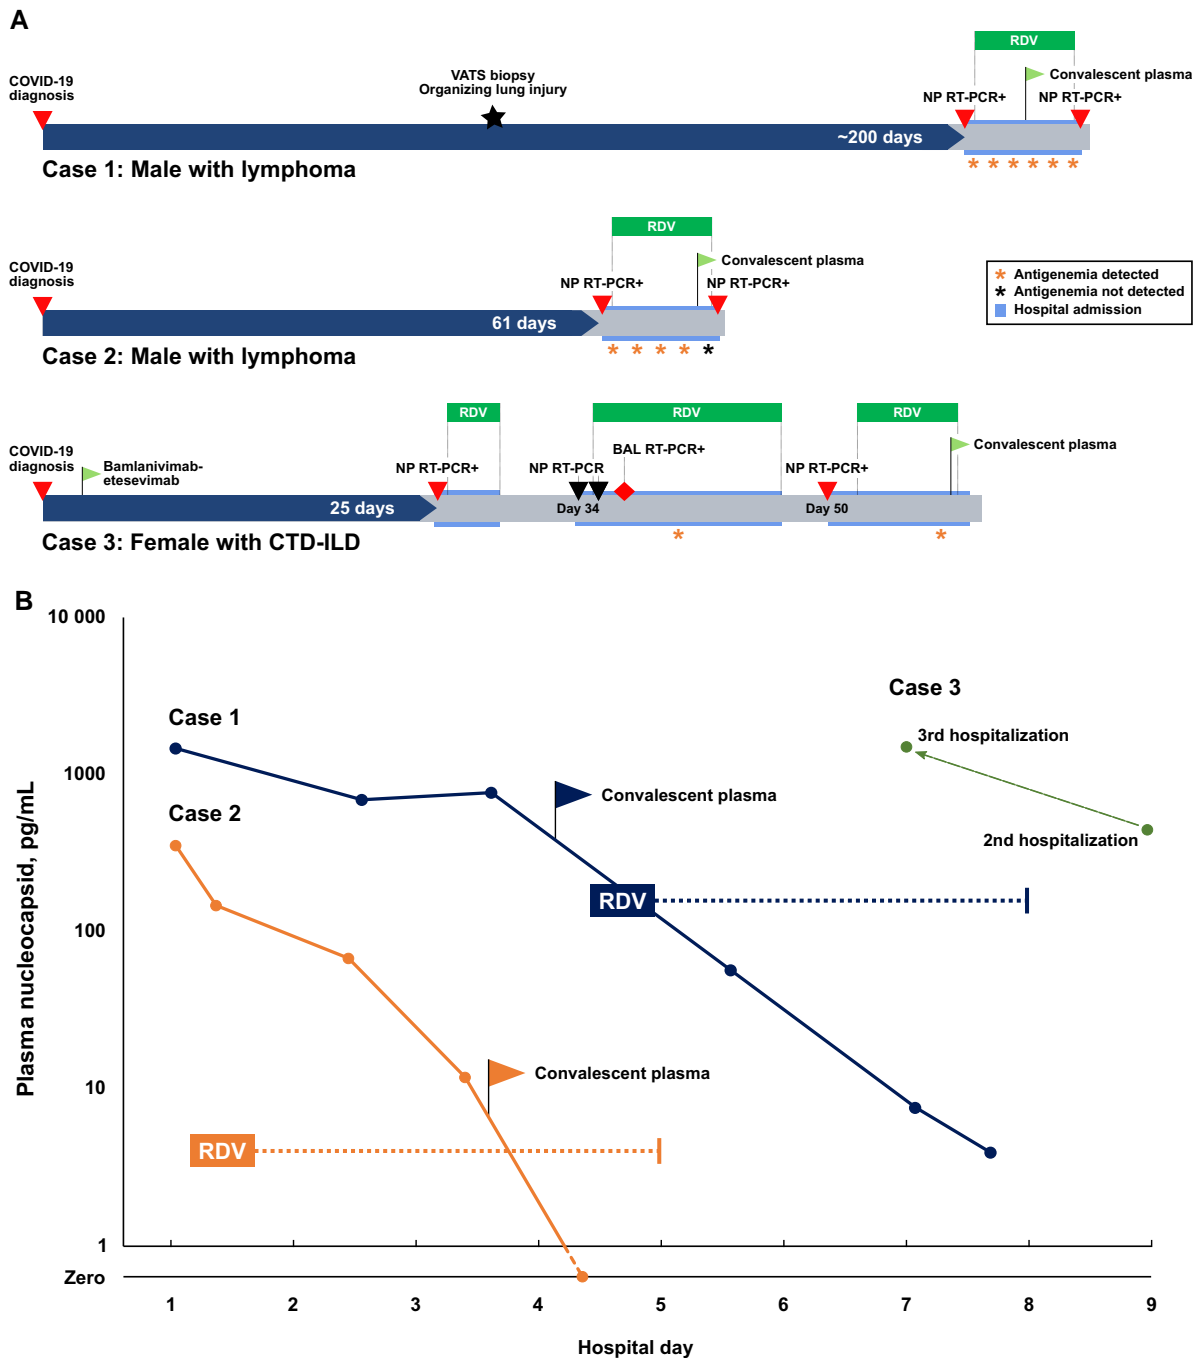 A
RDV
COVID-19
diagnosis
VATS biopsy
Organizing lung injury
Convalescent plasma
NP RT-PCR+
NP RT-PCR+
~200 days
Case 1: Male with lymphoma
RDV
COVID-19
diagnosis
Convalescent plasma
NP RT-PCR+
NP RT-PCR+
61 days
Case 2: Male with lymphoma
* Antigenemia detected
* Antigenemia not detected
Hospital admission
RDV
RDV
RDV
COVID-19
diagnosis
Bamlanivimab-
etesevimab
NP RT-PCR+
NP RT-PCR
BAL RT-PCR+
NP RT-PCR+
Convalescent plasma
25 days
Day 34
Day 50
Case 3: Female with CTD-ILD
B
Plasma nucleocapsid, pg/mL
10 000
1000
100
10
1
Zero
Case 1
Case 2
Case 3
3rd hospitalization
2nd hospitalization
Convalescent plasma
RDV
Convalescent plasma
RDV
1 2 3 4 5 6 7 8 9
Hospital day